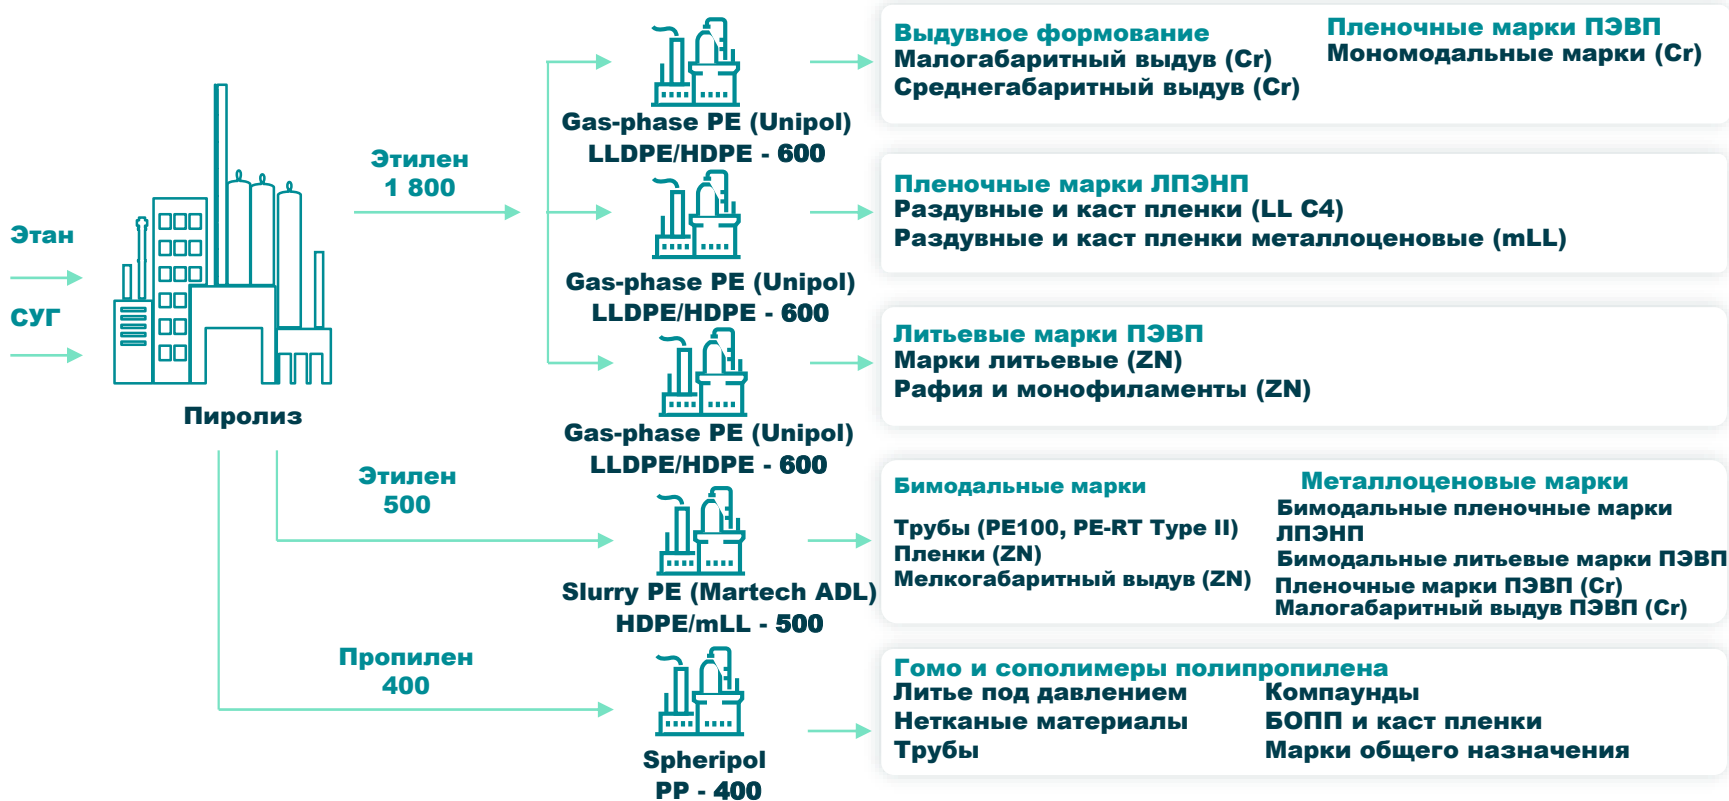 Этан
СУГ
Пиролиз
Этилен
1 800
Этилен
500
Пропилен
400
Gas-phase PE (Unipol)
LLDPE/HDPE - 600
Gas-phase PE (Unipol)
LLDPE/HDPE - 600
Gas-phase PE (Unipol)
LLDPE/HDPE - 600
Slurry PE (Martech ADL)
HDPE/mLL - 500
Spheripol
PP - 400
Выдувное формование
Малогабаритный выдув (Cr)
Среднегабаритный выдув (Cr)
Пленочные марки ПЭВП
Мономодальные марки (Cr)
Пленочные марки ЛПЭНП
Раздувные и каст пленки (LL C4)
Раздувные и каст пленки металлоценовые (mLL)
Литьевые марки ПЭВП
Марки литьевые (ZN)
Рафия и монофиламенты (ZN)
Бимодальные марки
Трубы (PE100, PE-RT Type II)
Пленки (ZN)
Мелкогабаритный выдув (ZN)
Металлоценовые марки
Бимодальные пленочные марки
ЛПЭНП
Бимодальные литьевые марки ПЭВП
Пленочные марки ПЭВП (Cr)
Малогабаритный выдув ПЭВП (Cr)
Гомо и сополимеры полипропилена
Литье под давлением
Нетканые материалы
Трубы
Компаунды
БОПП и каст пленки
Марки общего назначения